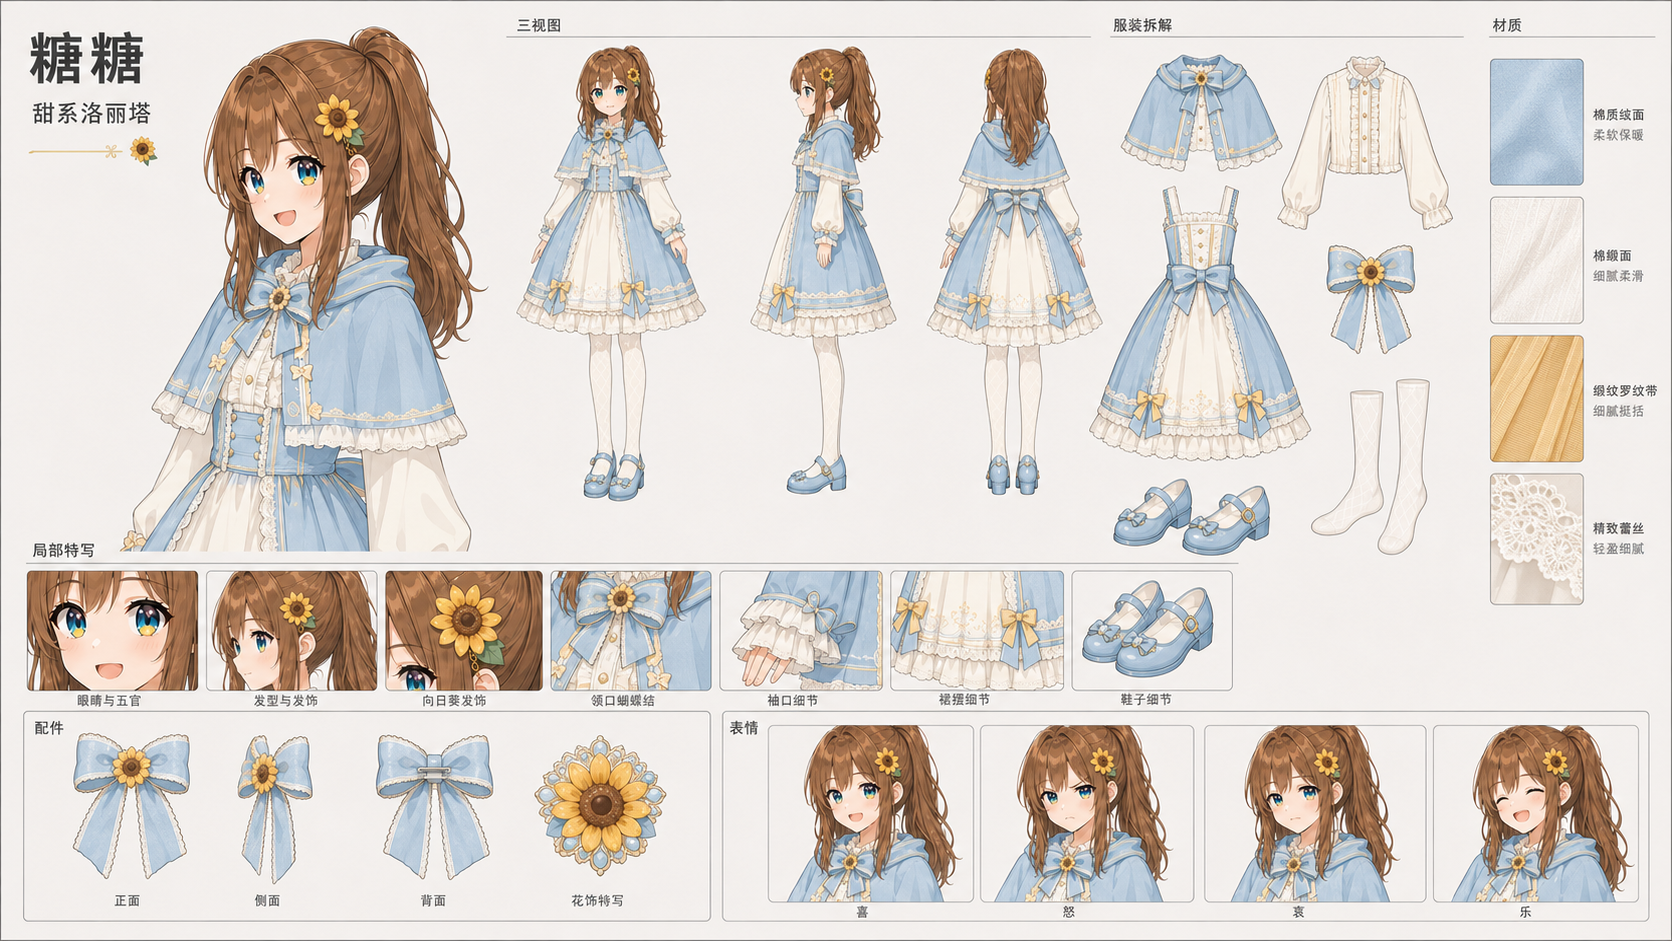 糖糖
甜系洛丽塔
三视图
服装拆解
材质
棉质纹面
柔软保暖
棉缎面
细腻柔滑
缎纹罗纹带
细腻挺括
精致蕾丝
轻盈细腻
局部特写
眼睛与五官
发型与发饰
向日葵发饰
领口蝴蝶结
袖口细节
裙摆细节
鞋子细节
配件
正面
侧面
背面
花饰特写
表情
喜
怒
哀
乐